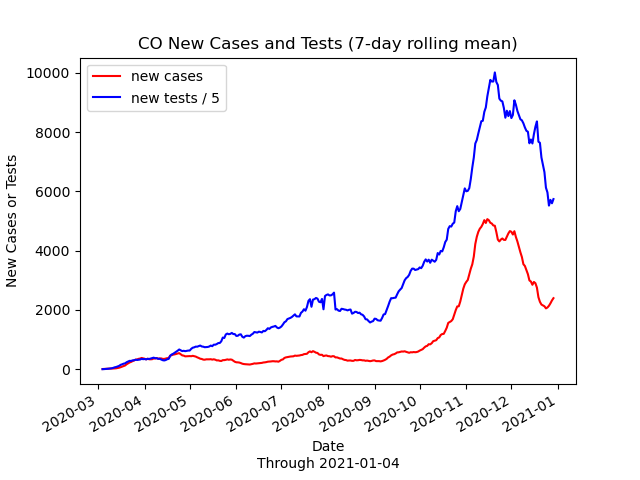 CO New Cases and Tests (7-day rolling mean)
new cases
new tests / 5
New Cases or Tests
10000
8000
6000
4000
2000
0
2020-03
2020-04
2020-05
2020-06
2020-07
2020-08
2020-09
2020-10
2020-11
2020-12
2021-01
Date
Through 2021-01-04